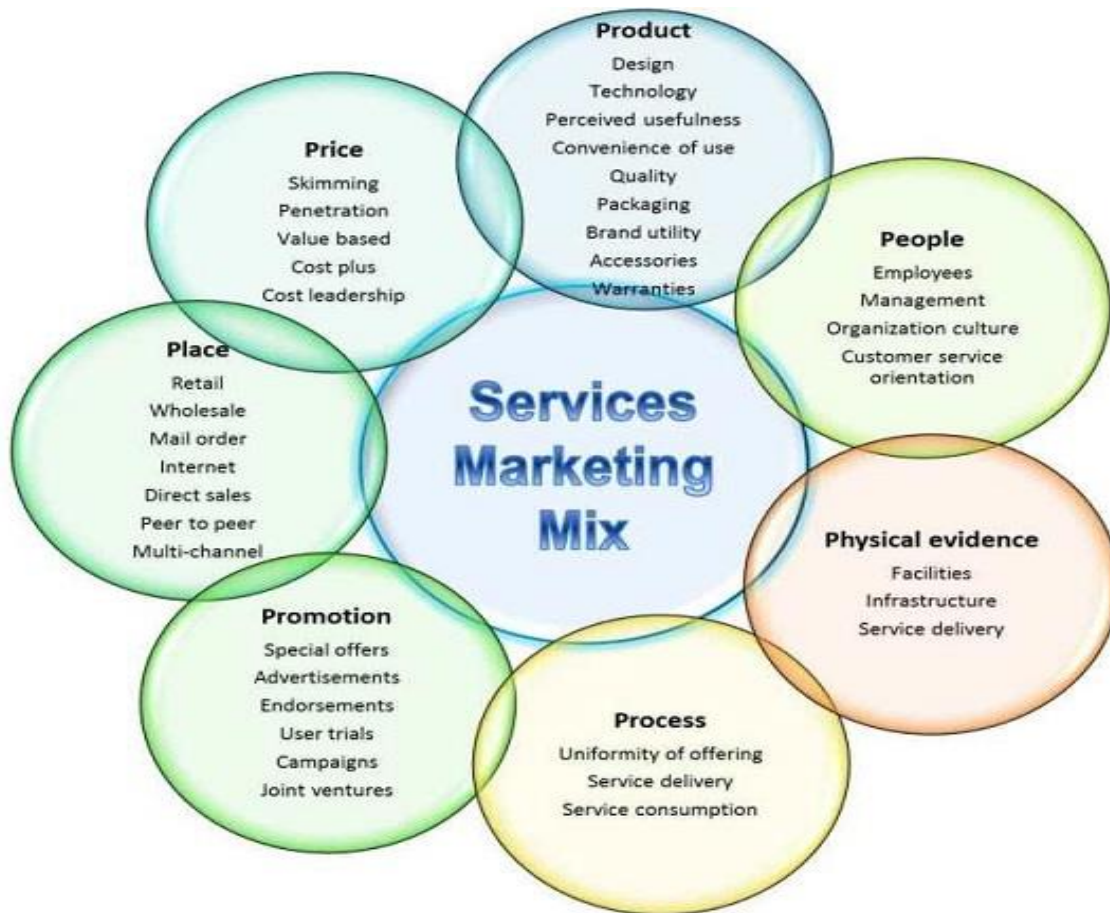 Product
Design
Technology
Perceived usefulness
Convenience of use
Quality
Packaging
Brand utility
Accessories
Warranties
Price
Skimming
Penetration
Value based
Cost plus
Cost leadership
People
Employees
Management
Organization culture
Customer service
orientation
Place
Retail
Wholesale
Mail order
Internet
Direct sales
Peer to peer
Multi-channel
Services
Marketing
Mix
Physical evidence
Facilities
Infrastructure
Service delivery
Promotion
Special offers
Advertisements
Endorsements
User trials
Campaigns
Joint ventures
Process
Uniformity of offering
Service delivery
Service consumption